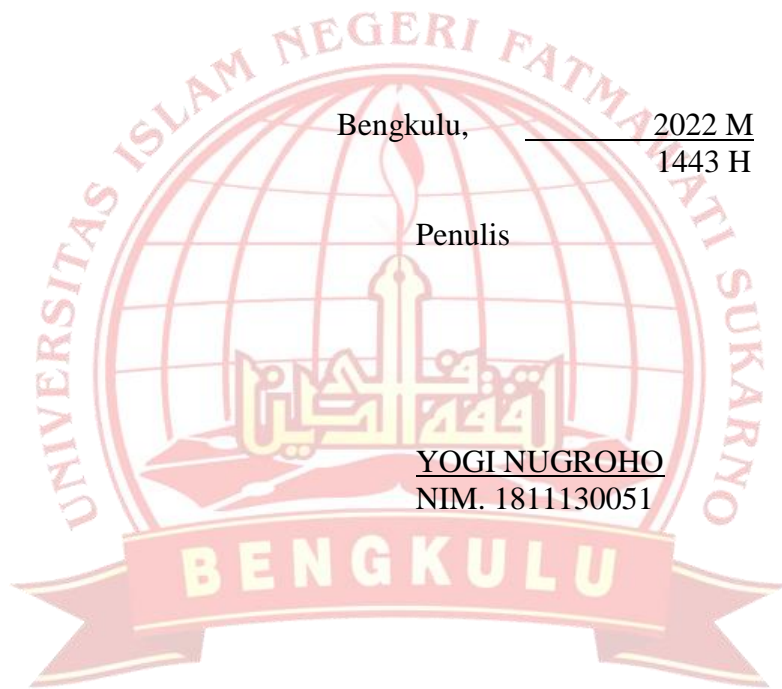 UNIVERSITAS ISLAM NEGERI FATMAWATI SUKARNO
Bengkulu, 2022 M
1443 H
Penulis
YOGI NUGROHO
NIM. 1811130051
BENGKULU